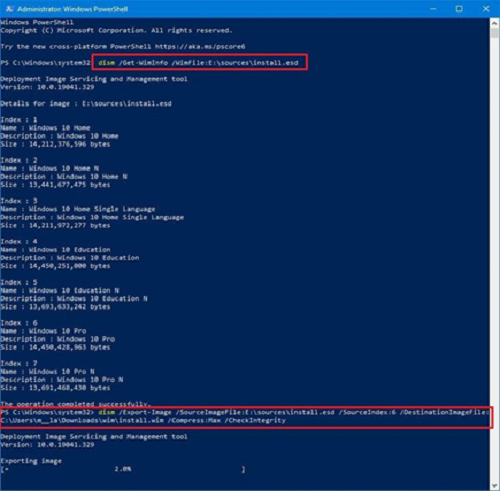 Administrator: Windows PowerShell
Windows PowerShell
Copyright (C) Microsoft Corporation. All rights reserved.
Try the new cross-platform PowerShell https://aka.ms/pscore6
PS C:\Windows\system32> dism /Get-WimInfo /WimFile:E:\sources\install.esd
Deployment Image Servicing and Management tool
Version: 10.0.19041.329
Details for image : E:\sources\install.esd
Index : 1
Name : Windows 10 Home
Description : Windows 10 Home
Size : 14,212,376,596 bytes
Index : 2
Name : Windows 10 Home N
Description : Windows 10 Home N
Size : 13,441,677,475 bytes
Index : 3
Name : Windows 10 Home Single Language
Description : Windows 10 Home Single Language
Size : 14,211,972,277 bytes
Index : 4
Name : Windows 10 Education
Description : Windows 10 Education
Size : 14,450,251,000 bytes
Index : 5
Name : Windows 10 Education N
Description : Windows 10 Education N
Size : 13,693,633,242 bytes
Index : 6
Name : Windows 10 Pro
Description : Windows 10 Pro
Size : 14,450,428,963 bytes
Index : 7
Name : Windows 10 Pro N
Description : Windows 10 Pro N
Size : 13,691,468,430 bytes
The operation completed successfully.
PS C:\Windows\system32> dism /Export-Image /SourceImageFile:E:\sources\install.esd /SourceIndex:6 /DestinationImageFile:
C:\Users\m__la\Downloads\wim\install.wim /Compress:Max /CheckIntegrity
Deployment Image Servicing and Management tool
Version: 10.0.19041.329
Exporting image
[= 2.0% ]